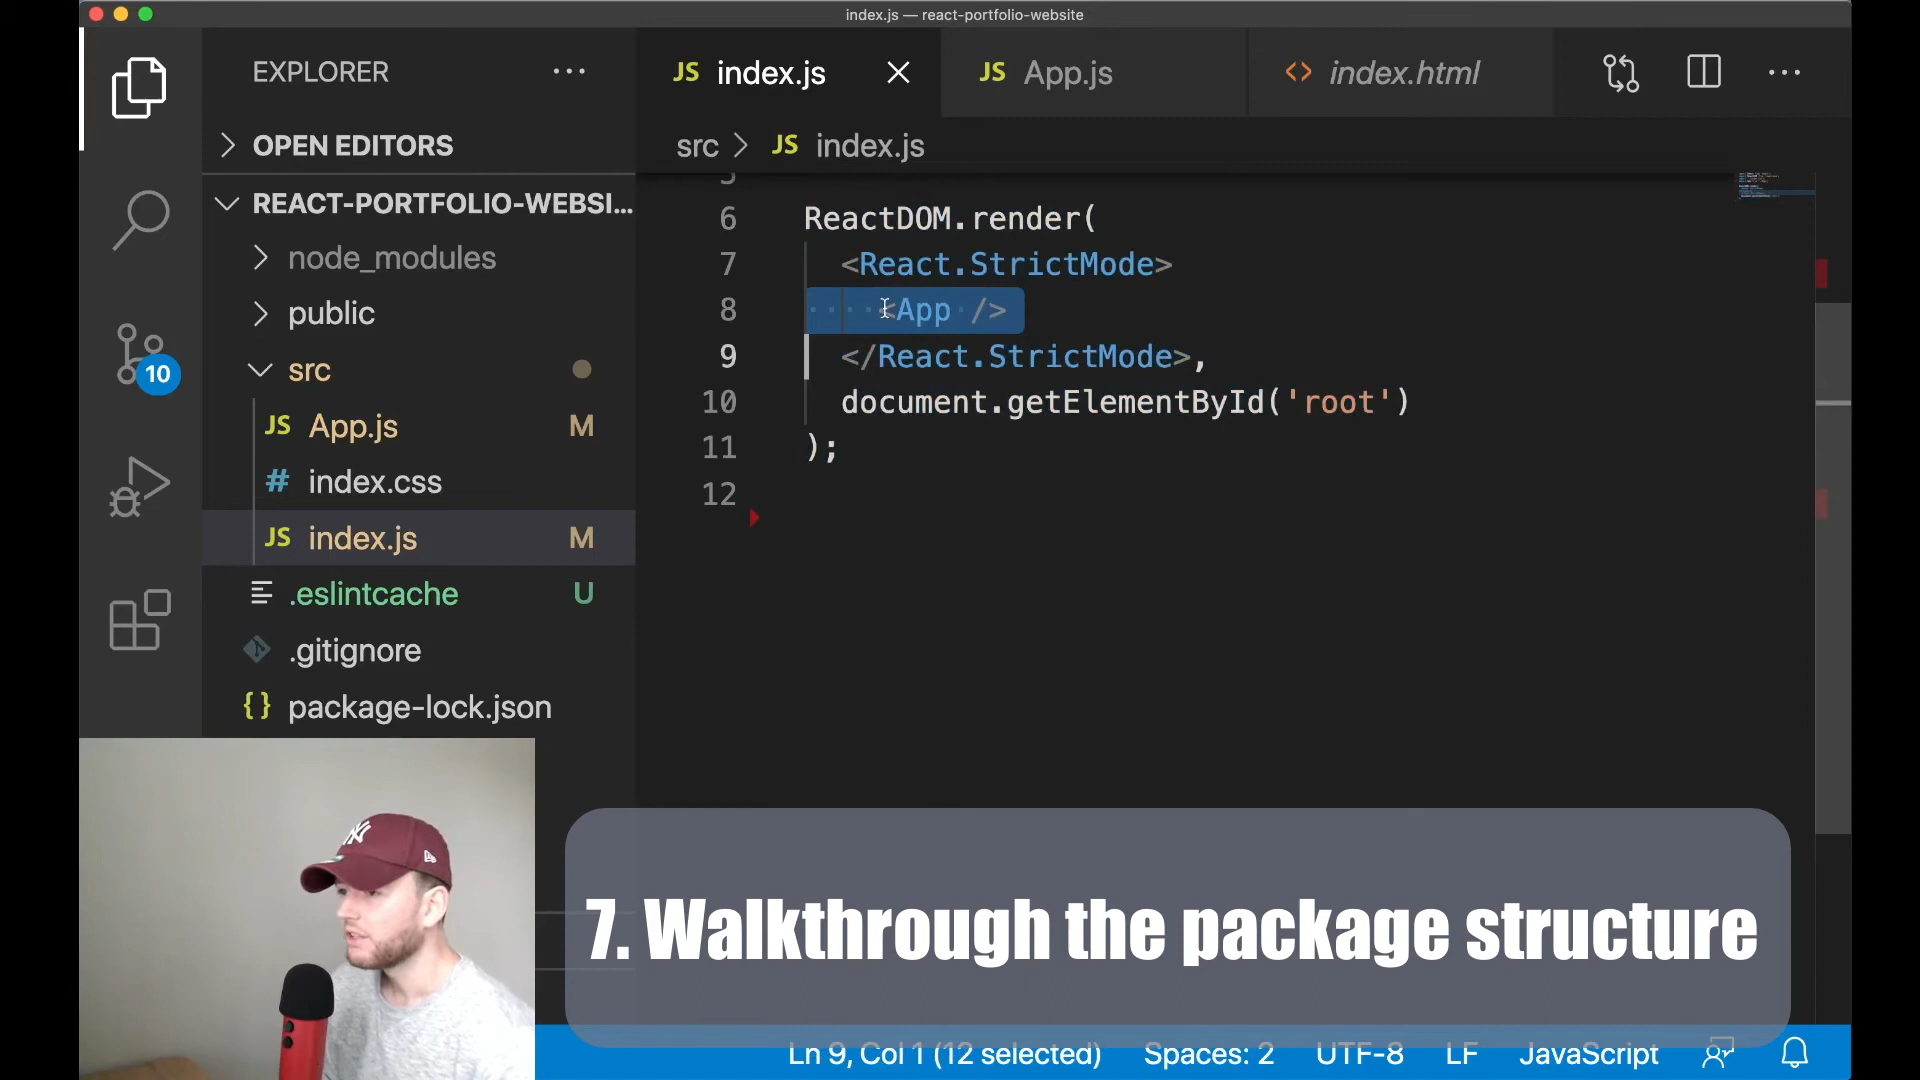 index.js — react-portfolio-website
EXPLORER
JS index.js
JS App.js
<> index.html
OPEN EDITORS
src > JS index.js
REACT-PORTFOLIO-WEBSI...
node_modules
public
src
JS App.js M
# index.css
JS index.js M
.eslintcache U
.gitignore
{} package-lock.json
10
6 ReactDOM.render(
7 <React.StrictMode>
8 <App />
9 </React.StrictMode>,
10 document.getElementById('root')
11 );
12
7. Walkthrough the package structure
Ln 9, Col 1 (12 selected) Spaces: 2 UTF-8 LF JavaScript